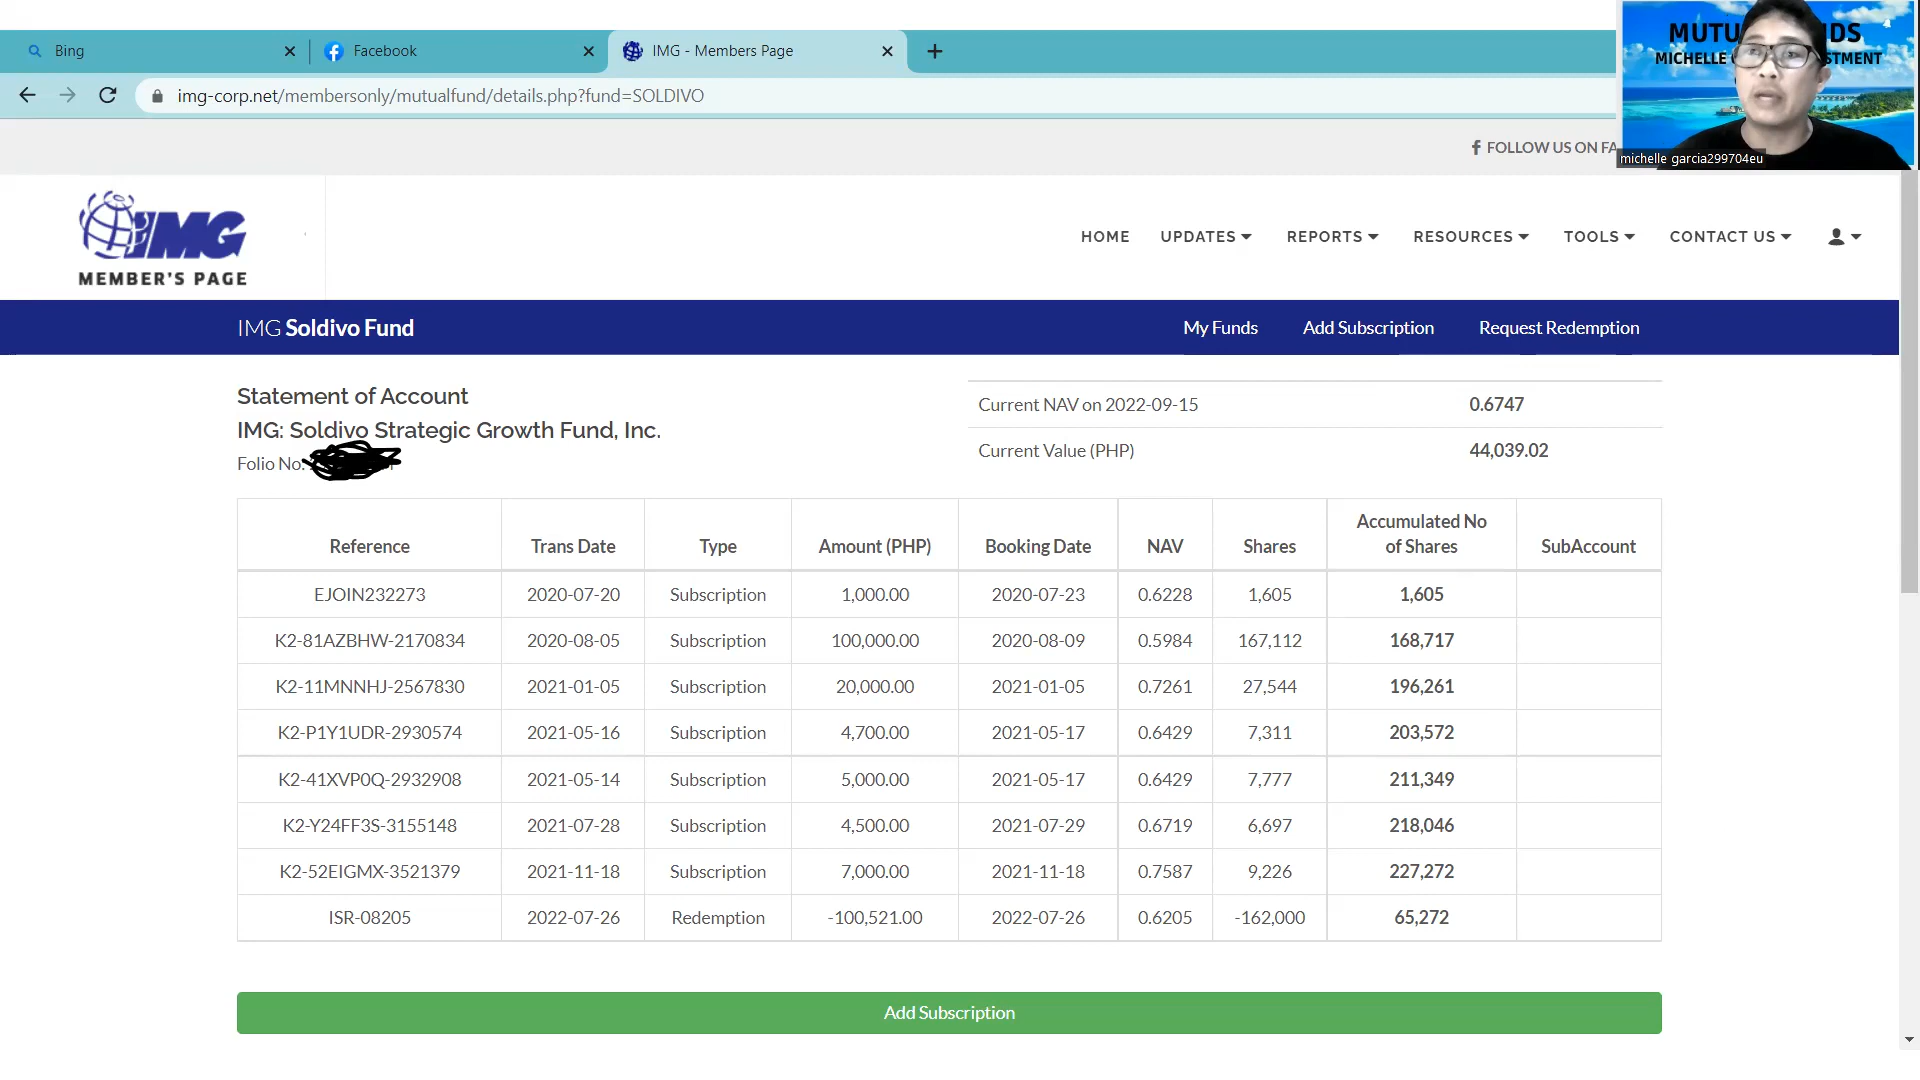 Bing
Facebook
IMG - Members Page
img-corp.net/membersonly/mutualfund/details.php?fund=SOLDIVO
MICHELLE
michelle garcia299704eu
FOLLOW US ON
IMG
MEMBER'S PAGE
HOME UPDATES REPORTS RESOURCES TOOLS CONTACT US
IMG Soldivo Fund
My Funds Add Subscription Request Redemption
Statement of Account
IMG: Soldivo Strategic Growth Fund, Inc.
Folio No.
Current NAV on 2022-09-15 0.6747
Current Value (PHP) 44,039.02
Reference Trans Date Type Amount (PHP) Booking Date NAV Shares Accumulated No of Shares SubAccount
EJOIN232273 2020-07-20 Subscription 1,000.00 2020-07-23 0.6228 1,605 1,605
K2-81AZBHW-2170834 2020-08-05 Subscription 100,000.00 2020-08-09 0.5984 167,112 168,717
K2-11MNNHJ-2567830 2021-01-05 Subscription 20,000.00 2021-01-05 0.7261 27,544 196,261
K2-P1Y1UDR-2930574 2021-05-16 Subscription 4,700.00 2021-05-17 0.6429 7,311 203,572
K2-41XVP0Q-2932908 2021-05-14 Subscription 5,000.00 2021-05-17 0.6429 7,777 211,349
K2-Y24FF3S-3155148 2021-07-28 Subscription 4,500.00 2021-07-29 0.6719 6,697 218,046
K2-52EIGMX-3521379 2021-11-18 Subscription 7,000.00 2021-11-18 0.7587 9,226 227,272
ISR-08205 2022-07-26 Redemption -100,521.00 2022-07-26 0.6205 -162,000 65,272
Add Subscription